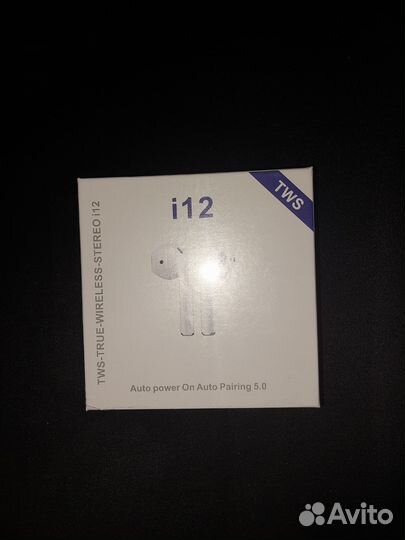 TWS
i12
TWS-TRUE-WIRELESS-STEREO i12
Auto power On Auto Pairing 5.0
Avito